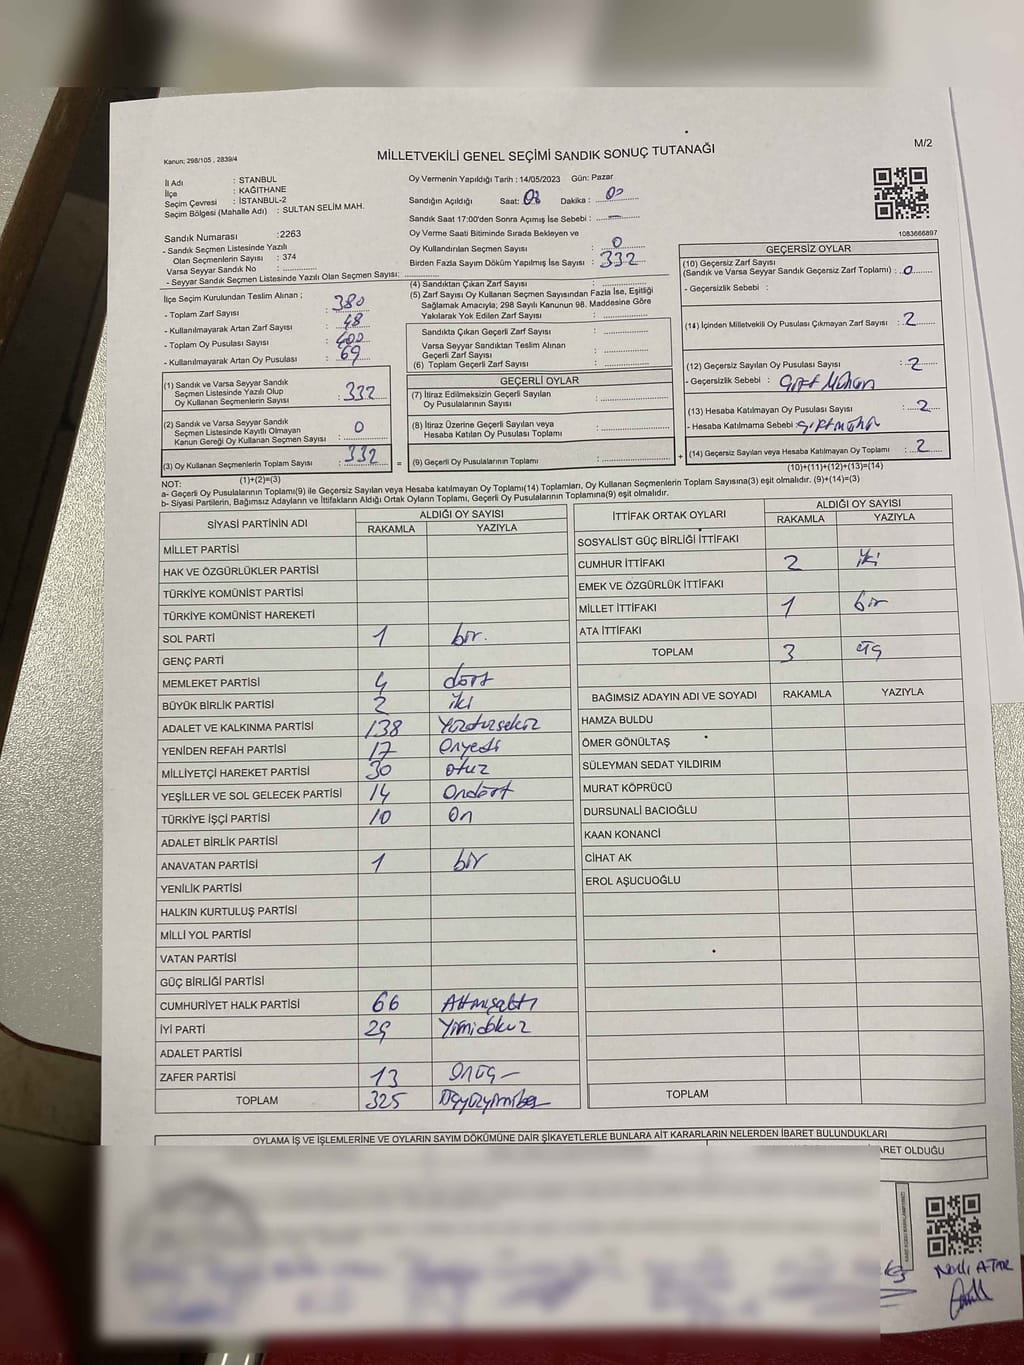 M/2
Kanun; 298/105 , 2839/4
MİLLETVEKİLİ GENEL SEÇİMİ SANDIK SONUÇ TUTANAĞI
İl Adı : STANBUL
İlçe : KAĞITHANE
Seçim Çevresi : İSTANBUL-2
Seçim Bölgesi (Mahalle Adı) : SULTAN SELİM MAH.
Oy Vermenin Yapıldığı Tarih : 14/05/2023 Gün: Pazar
Sandığın Açıldığı Saat: Dakika :
Sandık Saat 17:00'den Sonra Açımış İse Sebebi : —
Oy Verme Saati Bitiminde Sırada Bekleyen ve
Oy Kullandırılan Seçmen Sayısı : 0
Birden Fazla Sayım Döküm Yapılmış İse Sayısı : 332
1083666897
Sandık Numarası :2263
- Sandık Seçmen Listesinde Yazılı
Olan Seçmenlerin Sayısı : 374
Varsa Seyyar Sandık No :
- Seyyar Sandık Seçmen Listesinde Yazılı Olan Seçmen Sayısı:
İlçe Seçim Kurulundan Teslim Alınan ;
- Toplam Zarf Sayısı : 380
- Kullanılmayarak Artan Zarf Sayısı : 48
- Toplam Oy Pusulası Sayısı : 400
- Kullanılmayarak Artan Oy Pusulası : 69
(1) Sandık ve Varsa Seyyar Sandık
Seçmen Listesinde Yazılı Olup
Oy Kullanan Seçmenlerin Sayısı : 332
(2) Sandık ve Varsa Seyyar Sandık
Seçmen Listesinde Kayıtlı Olmayan
Kanun Gereği Oy Kullanan Seçmen Sayısı : 0
(3) Oy Kullanan Seçmenlerin Toplam Sayısı : 332
(1)+(2)=(3)
(4) Sandıktan Çıkan Zarf Sayısı :
(5) Zarf Sayısı Oy Kullanan Seçmen Sayısından Fazla İse, Eşitliği
Sağlamak Amacıyla; 298 Sayılı Kanunun 98. Maddesine Göre
Yakılarak Yok Edilen Zarf Sayısı :
Sandıkta Çıkan Geçerli Zarf Sayısı :
Varsa Seyyar Sandıktan Teslim Alınan
Geçerli Zarf Sayısı :
(6) Toplam Geçerli Zarf Sayısı :
GEÇERLİ OYLAR
(7) İtiraz Edilmeksizin Geçerli Sayılan
Oy Pusulalarının Sayısı :
(8) İtiraz Üzerine Geçerli Sayılan veya
Hesaba Katılan Oy Pusulası Toplamı :
= (9) Geçerli Oy Pusulalarının Toplamı :
+
GEÇERSİZ OYLAR
(10) Geçersiz Zarf Sayısı
(Sandık ve Varsa Seyyar Sandık Geçersiz Zarf Toplamı) : 0
- Geçersizlik Sebebi :
(11) İçinden Milletvekili Oy Pusulası Çıkmayan Zarf Sayısı : 2
(12) Geçersiz Sayılan Oy Pusulası Sayısı : 2
- Geçersizlik Sebebi :
(13) Hesaba Katılmayan Oy Pusulası Sayısı : 2
- Hesaba Katılmama Sebebi :
(14) Geçersiz Sayılan veya Hesaba Katılmayan Oy Toplamı : 2
(10)+(11)+(12)+(13)=(14)
NOT:
a- Geçerli Oy Pusulalarının Toplamı(9) ile Geçersiz Sayılan veya Hesaba katılmayan Oy Toplamı(14) Toplamları, Oy Kullanan Seçmenlerin Toplam Sayısına(3) eşit olmalıdır. (9)+(14)=(3)
b- Siyasi Partilerin, Bağımsız Adayların ve İttifakların Aldığı Ortak Oyların Toplamı, Geçerli Oy Pusulalarının Toplamına(9) eşit olmalıdır.
SİYASİ PARTİNİN ADI ALDIĞI OY SAYISI
RAKAMLA YAZIYLA
MİLLET PARTİSİ
HAK VE ÖZGÜRLÜKLER PARTİSİ
TÜRKİYE KOMÜNİST PARTİSİ
TÜRKİYE KOMÜNİST HAREKETİ
SOL PARTİ 1 bir.
GENÇ PARTİ
MEMLEKET PARTİSİ 4 dört
BÜYÜK BİRLİK PARTİSİ 2 iki
ADALET VE KALKINMA PARTİSİ 138 Yüzotuzsekiz
YENİDEN REFAH PARTİSİ 17 Onyedi
MİLLİYETÇİ HAREKET PARTİSİ 30 otuz
YEŞİLLER VE SOL GELECEK PARTİSİ 14 Ondört
TÜRKİYE İŞÇİ PARTİSİ 10 On
ADALET BİRLİK PARTİSİ
ANAVATAN PARTİSİ 1 bir
YENİLİK PARTİSİ
HALKIN KURTULUŞ PARTİSİ
MİLLİ YOL PARTİSİ
VATAN PARTİSİ
GÜÇ BİRLİĞİ PARTİSİ
CUMHURİYET HALK PARTİSİ 66 Atmışaltı
İYİ PARTİ 29 Yirmidokuz
ADALET PARTİSİ
ZAFER PARTİSİ 13 Onüç —
TOPLAM 325 Üçyüzyirmibeş
İTTİFAK ORTAK OYLARI ALDIĞI OY SAYISI
RAKAMLA YAZIYLA
SOSYALİST GÜÇ BİRLİĞİ İTTİFAKI
CUMHUR İTTİFAKI 2 iki
EMEK VE ÖZGÜRLÜK İTTİFAKI
MİLLET İTTİFAKI 1 bir
ATA İTTİFAKI
TOPLAM 3 üç
BAĞIMSIZ ADAYIN ADI VE SOYADI RAKAMLA YAZIYLA
HAMZA BULDU
ÖMER GÖNÜLTAŞ
SÜLEYMAN SEDAT YILDIRIM
MURAT KÖPRÜCÜ
DURSUNALİ BACIOĞLU
KAAN KONANCİ
CİHAT AK
EROL AŞUCUOĞLU
TOPLAM
OYLAMA İŞ VE İŞLEMLERİNE VE OYLARIN SAYIM DÖKÜMÜNE DAİR ŞİKAYETLERLE BUNLARA AİT KARARLARIN NELERDEN İBARET BULUNDUKLARI
ARET OLDUĞU
ATAR